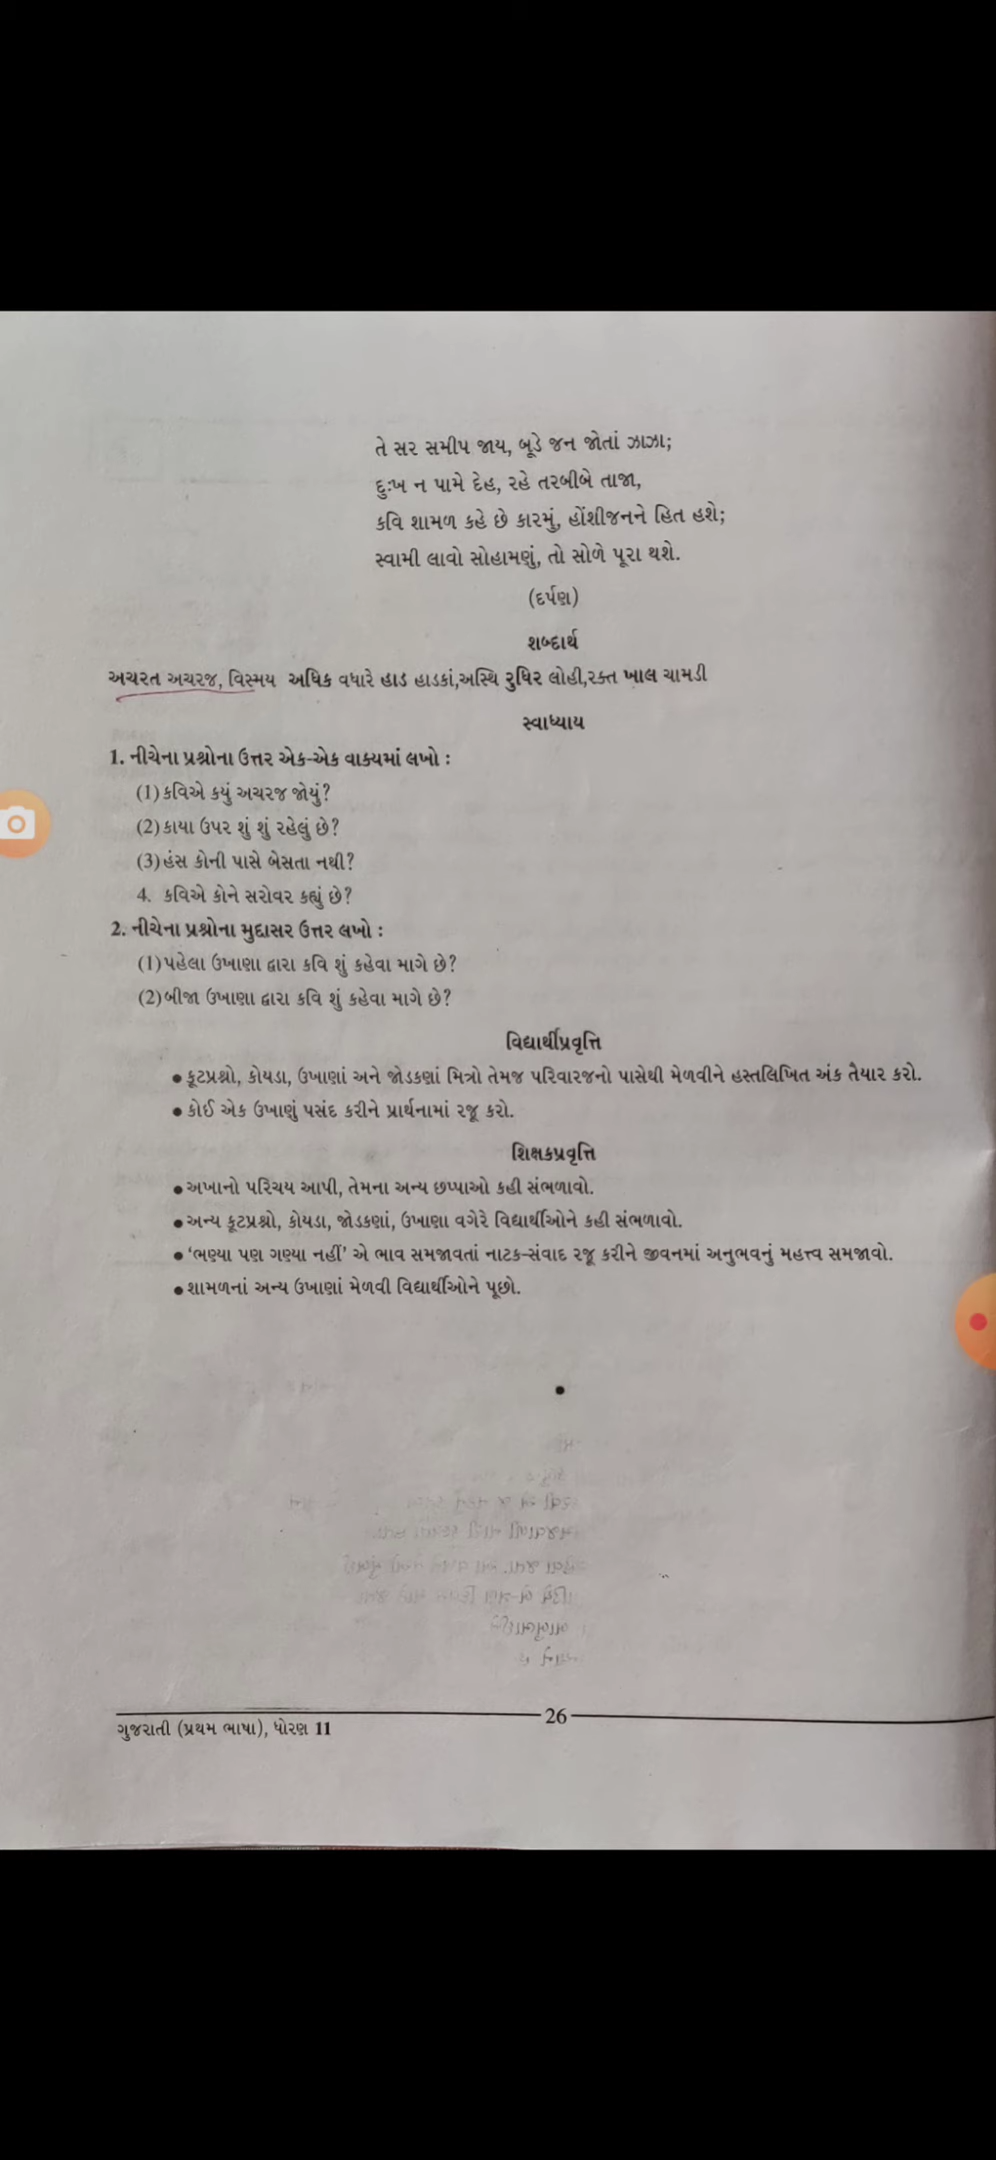 તે સર સમીપ જાય, બૂડે જન જોતાં ઝાઝા;
દુઃખ ન પામે દેહ, રહે તરબીબે તાજા,
કવિ શામળ કહે છે કારમું, હોંશીજનને હિત હશે;
સ્વામી લાવો સોહામણું, તો સોળે પૂરા થશે.
(દર્પણ)
શબ્દાર્થ
અચરત અચરજ, વિસ્મય અધિક વધારે હાડ હાડકાં,અસ્થિ રુધિર લોહી,રક્ત ખાલ ચામડી
સ્વાધ્યાય
1. નીચેના પ્રશ્નોના ઉત્તર એક-એક વાક્યમાં લખો :
(1) કવિએ કયું અચરજ જોયું?
(2) કાયા ઉપર શું શું રહેલું છે?
(3) હંસ કોની પાસે બેસતા નથી?
4. કવિએ કોને સરોવર કહ્યું છે?
2. નીચેના પ્રશ્નોના મુદ્દાસર ઉત્તર લખો :
(1) પહેલા ઉખાણા દ્વારા કવિ શું કહેવા માગે છે?
(2) બીજા ઉખાણા દ્વારા કવિ શું કહેવા માગે છે?
વિદ્યાર્થીપ્રવૃત્તિ
• કૂટપ્રશ્નો, કોયડા, ઉખાણાં અને જોડકણાં મિત્રો તેમજ પરિવારજનો પાસેથી મેળવીને હસ્તલિખિત અંક તૈયાર કરો.
• કોઈ એક ઉખાણું પસંદ કરીને પ્રાર્થનામાં રજૂ કરો.
શિક્ષકપ્રવૃત્તિ
• અખાનો પરિચય આપી, તેમના અન્ય છપ્પાઓ કહી સંભળાવો.
• અન્ય કૂટપ્રશ્નો, કોયડા, જોડકણાં, ઉખાણા વગેરે વિદ્યાર્થીઓને કહી સંભળાવો.
• 'ભણ્યા પણ ગણ્યા નહીં' એ ભાવ સમજાવતાં નાટક-સંવાદ રજૂ કરીને જીવનમાં અનુભવનું મહત્ત્વ સમજાવો.
• શામળનાં અન્ય ઉખાણાં મેળવી વિદ્યાર્થીઓને પૂછો.
26
ગુજરાતી (પ્રથમ ભાષા), ધોરણ 11